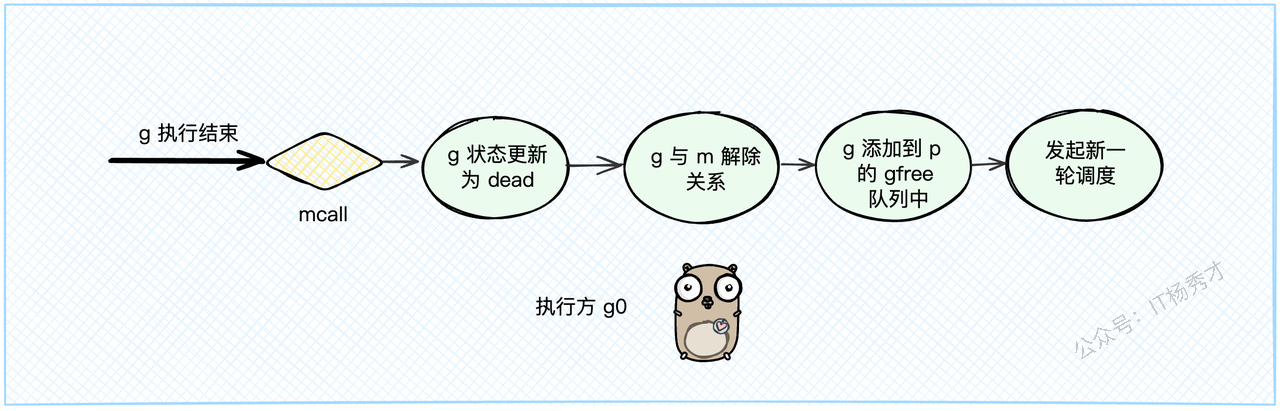 g 执行结束
mcall
g 状态更新
为 dead
g 与 m 解除
关系
g 添加到 p
的 gfree
队列中
发起新一
轮调度
执行方 g0
公众号：IT杨秀才